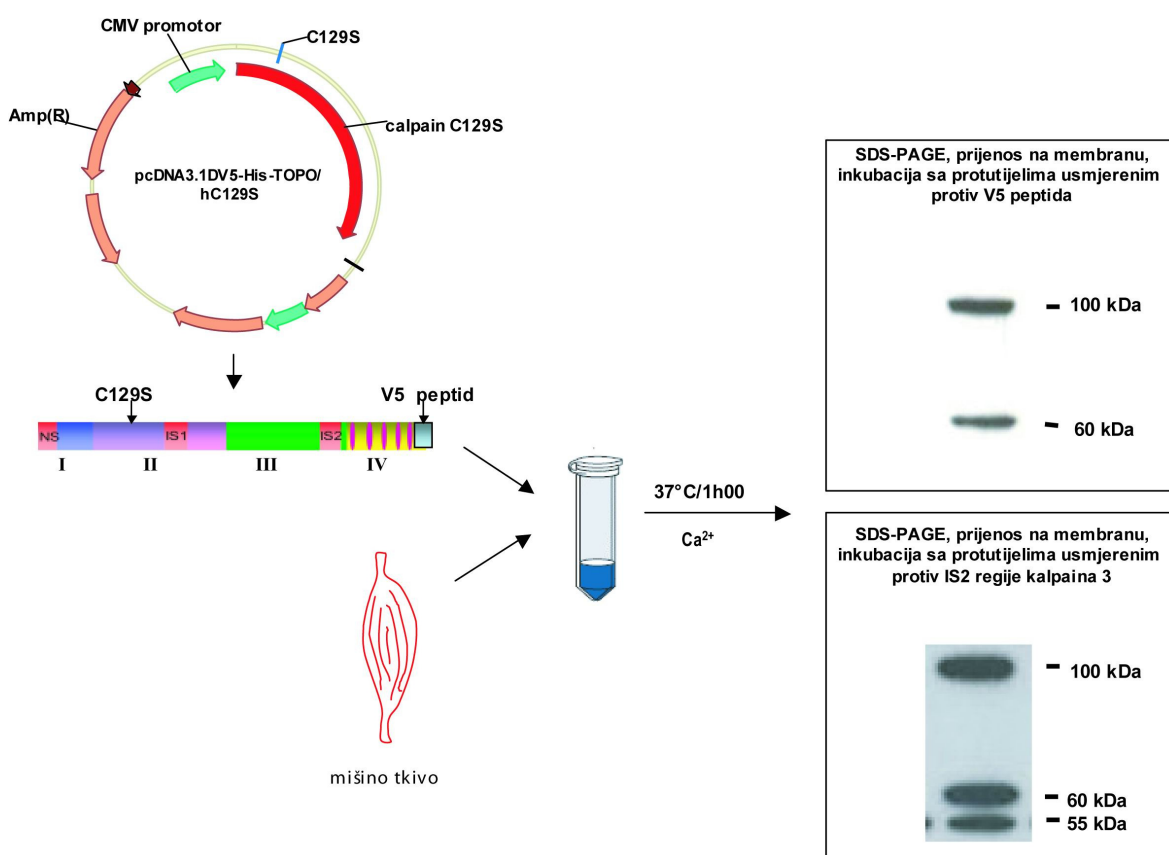 CMV promotor
C129S
Amp(R)
calpain C129S
pcDNA3.1DV5-His-TOPO/
hC129S
C129S
V5 peptid
NS
IS1
IS2
I
II
III
IV
mišino tkivo
37°C/1h00
Ca²⁺
SDS-PAGE, prijenos na membranu,
inkubacija sa protutijelima usmjerenim
protiv V5 peptida
100 kDa
60 kDa
SDS-PAGE, prijenos na membranu,
inkubacija sa protutijelima usmjerenim
protiv IS2 regije kalpaina 3
100 kDa
60 kDa
55 kDa